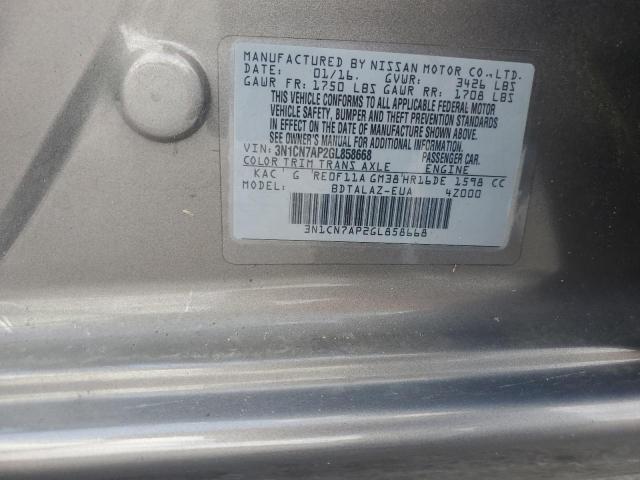 MANUFACTURED BY NISSAN MOTOR CO.,LTD.
DATE: 01/16. GVWR: 3426 LBS
GAWR FR: 1750 LBS GAWR RR: 1708 LBS
THIS VEHICLE CONFORMS TO ALL APPLICABLE FEDERAL MOTOR
VEHICLE SAFETY, BUMPER AND THEFT PREVENTION STANDARDS
IN EFFECT ON THE DATE OF MANUFACTURE SHOWN ABOVE.
SEE OWNER'S MANUAL FOR ADDITIONAL INFORMATION.
VIN: 3N1CN7AP2GL858668 PASSENGER CAR.
COLOR TRIM TRANS AXLE ENGINE
KAC G RE0F11A GM38 HR16DE 1598 CC
MODEL: BDTALAZ-EUA 4Z000
3N1CN7AP2GL858668